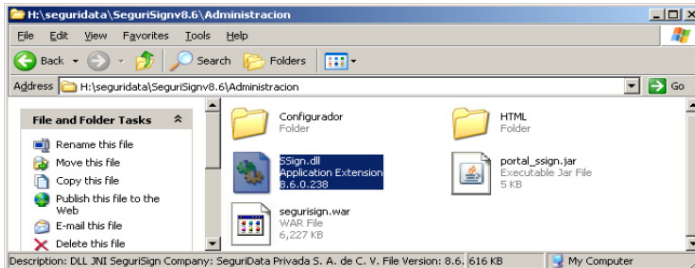 H:\seguridata\SeguriSignv8.6\Administracion
File Edit View Favorites Tools Help
Back Search Folders
Address H:\seguridata\SeguriSignv8.6\Administracion Go
File and Folder Tasks
Rename this file
Move this file
Copy this file
Publish this file to the
Web
E-mail this file
Delete this file
Configurador
Folder
HTML
Folder
SSign.dll
Application Extension
8.6.0.238
portal_ssign.jar
Executable Jar File
5 KB
segurisign.war
WAR File
6,227 KB
Description: DLL JNI SeguriSign Company: SeguriData Privada S. A. de C. V. File Version: 8.6. 616 KB My Computer